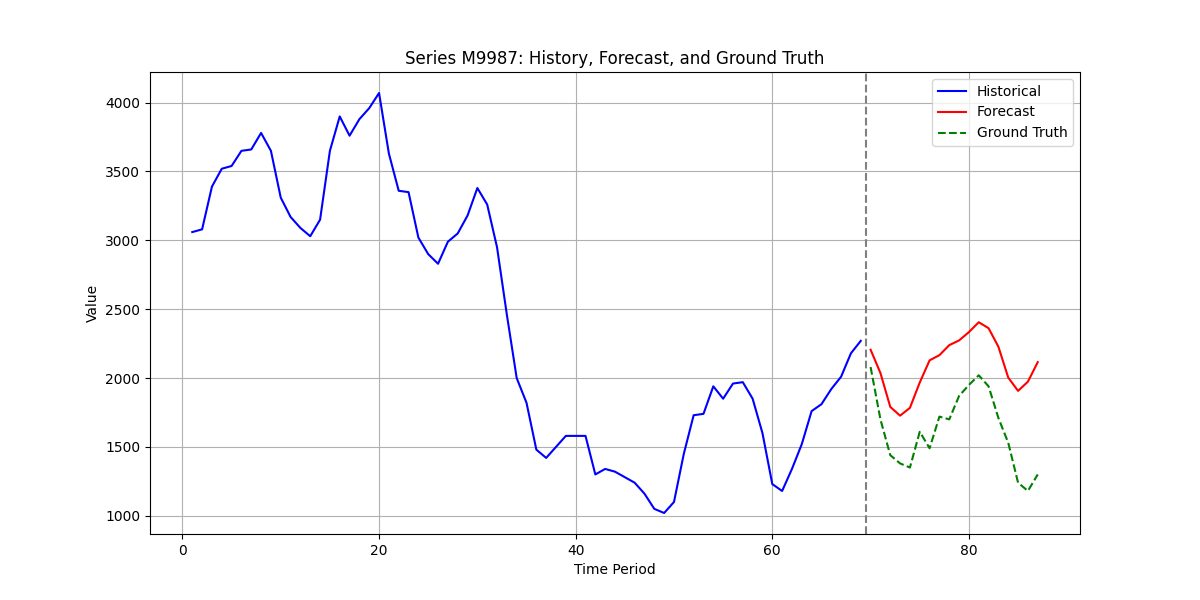 Series M9987: History, Forecast, and Ground Truth
Historical
Forecast
Ground Truth
Value
4000
3500
3000
2500
2000
1500
1000
0 20 40 60 80
Time Period